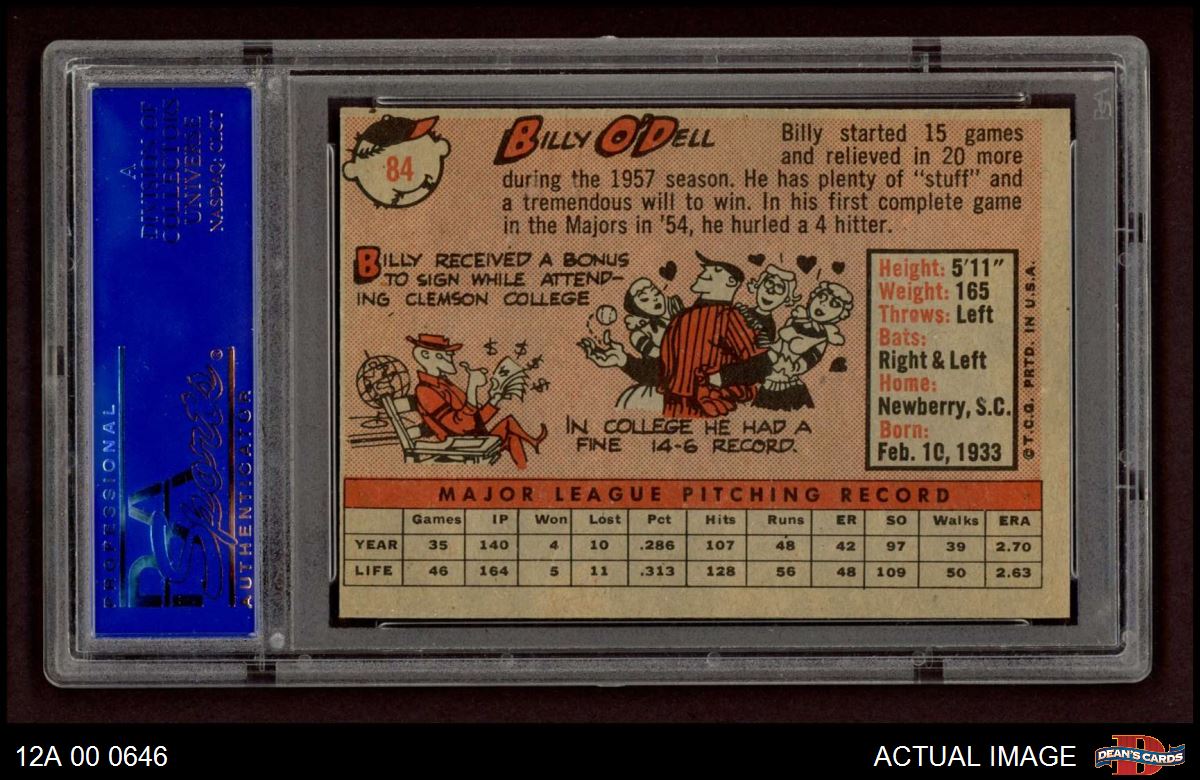 A
DIVISION OF
COLLECTORS
UNIVERSE
NASDAQ: CLCT
PROFESSIONAL
PSA
Sports
®
AUTHENTICATOR
84
BILLY O'DELL
Billy started 15 games
and relieved in 20 more
during the 1957 season. He has plenty of "stuff" and
a tremendous will to win. In his first complete game
in the Majors in '54, he hurled a 4 hitter.
BILLY RECEIVED A BONUS
TO SIGN WHILE ATTEND-
ING CLEMSON COLLEGE
$ $ $ $ $
IN COLLEGE HE HAD A
FINE 14-6 RECORD.
Height: 5'11"
Weight: 165
Throws: Left
Bats:
Right & Left
Home:
Newberry, S.C.
Born:
Feb. 10, 1933
© T.C.G. PRTD. IN U.S.A.
MAJOR LEAGUE PITCHING RECORD
Games IP Won Lost Pct Hits Runs ER SO Walks ERA
YEAR 35 140 4 10 .286 107 48 42 97 39 2.70
LIFE 46 164 5 11 .313 128 56 48 109 50 2.63
12A 00 0646
ACTUAL IMAGE
D
DEAN'S CARDS